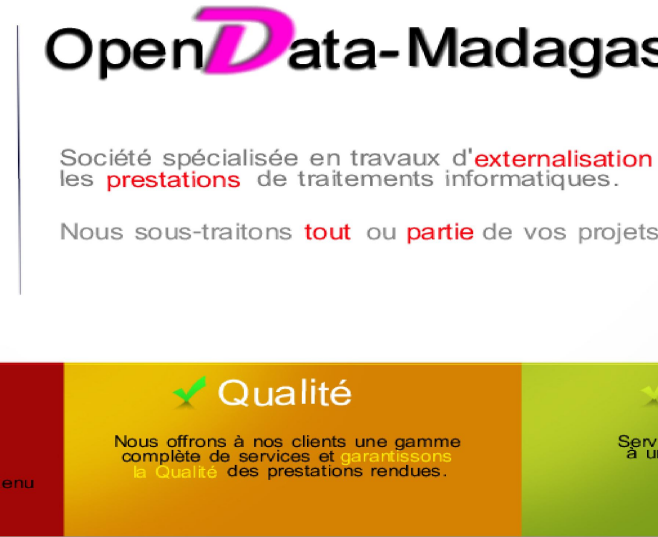 OpenData-Madagas
Société spécialisée en travaux d'externalisation
les prestations de traitements informatiques.
Nous sous-traitons tout ou partie de vos projets
Qualité
Nous offrons à nos clients une gamme
complète de services et garantissons
la Qualité des prestations rendues.
enu
Serv
à u